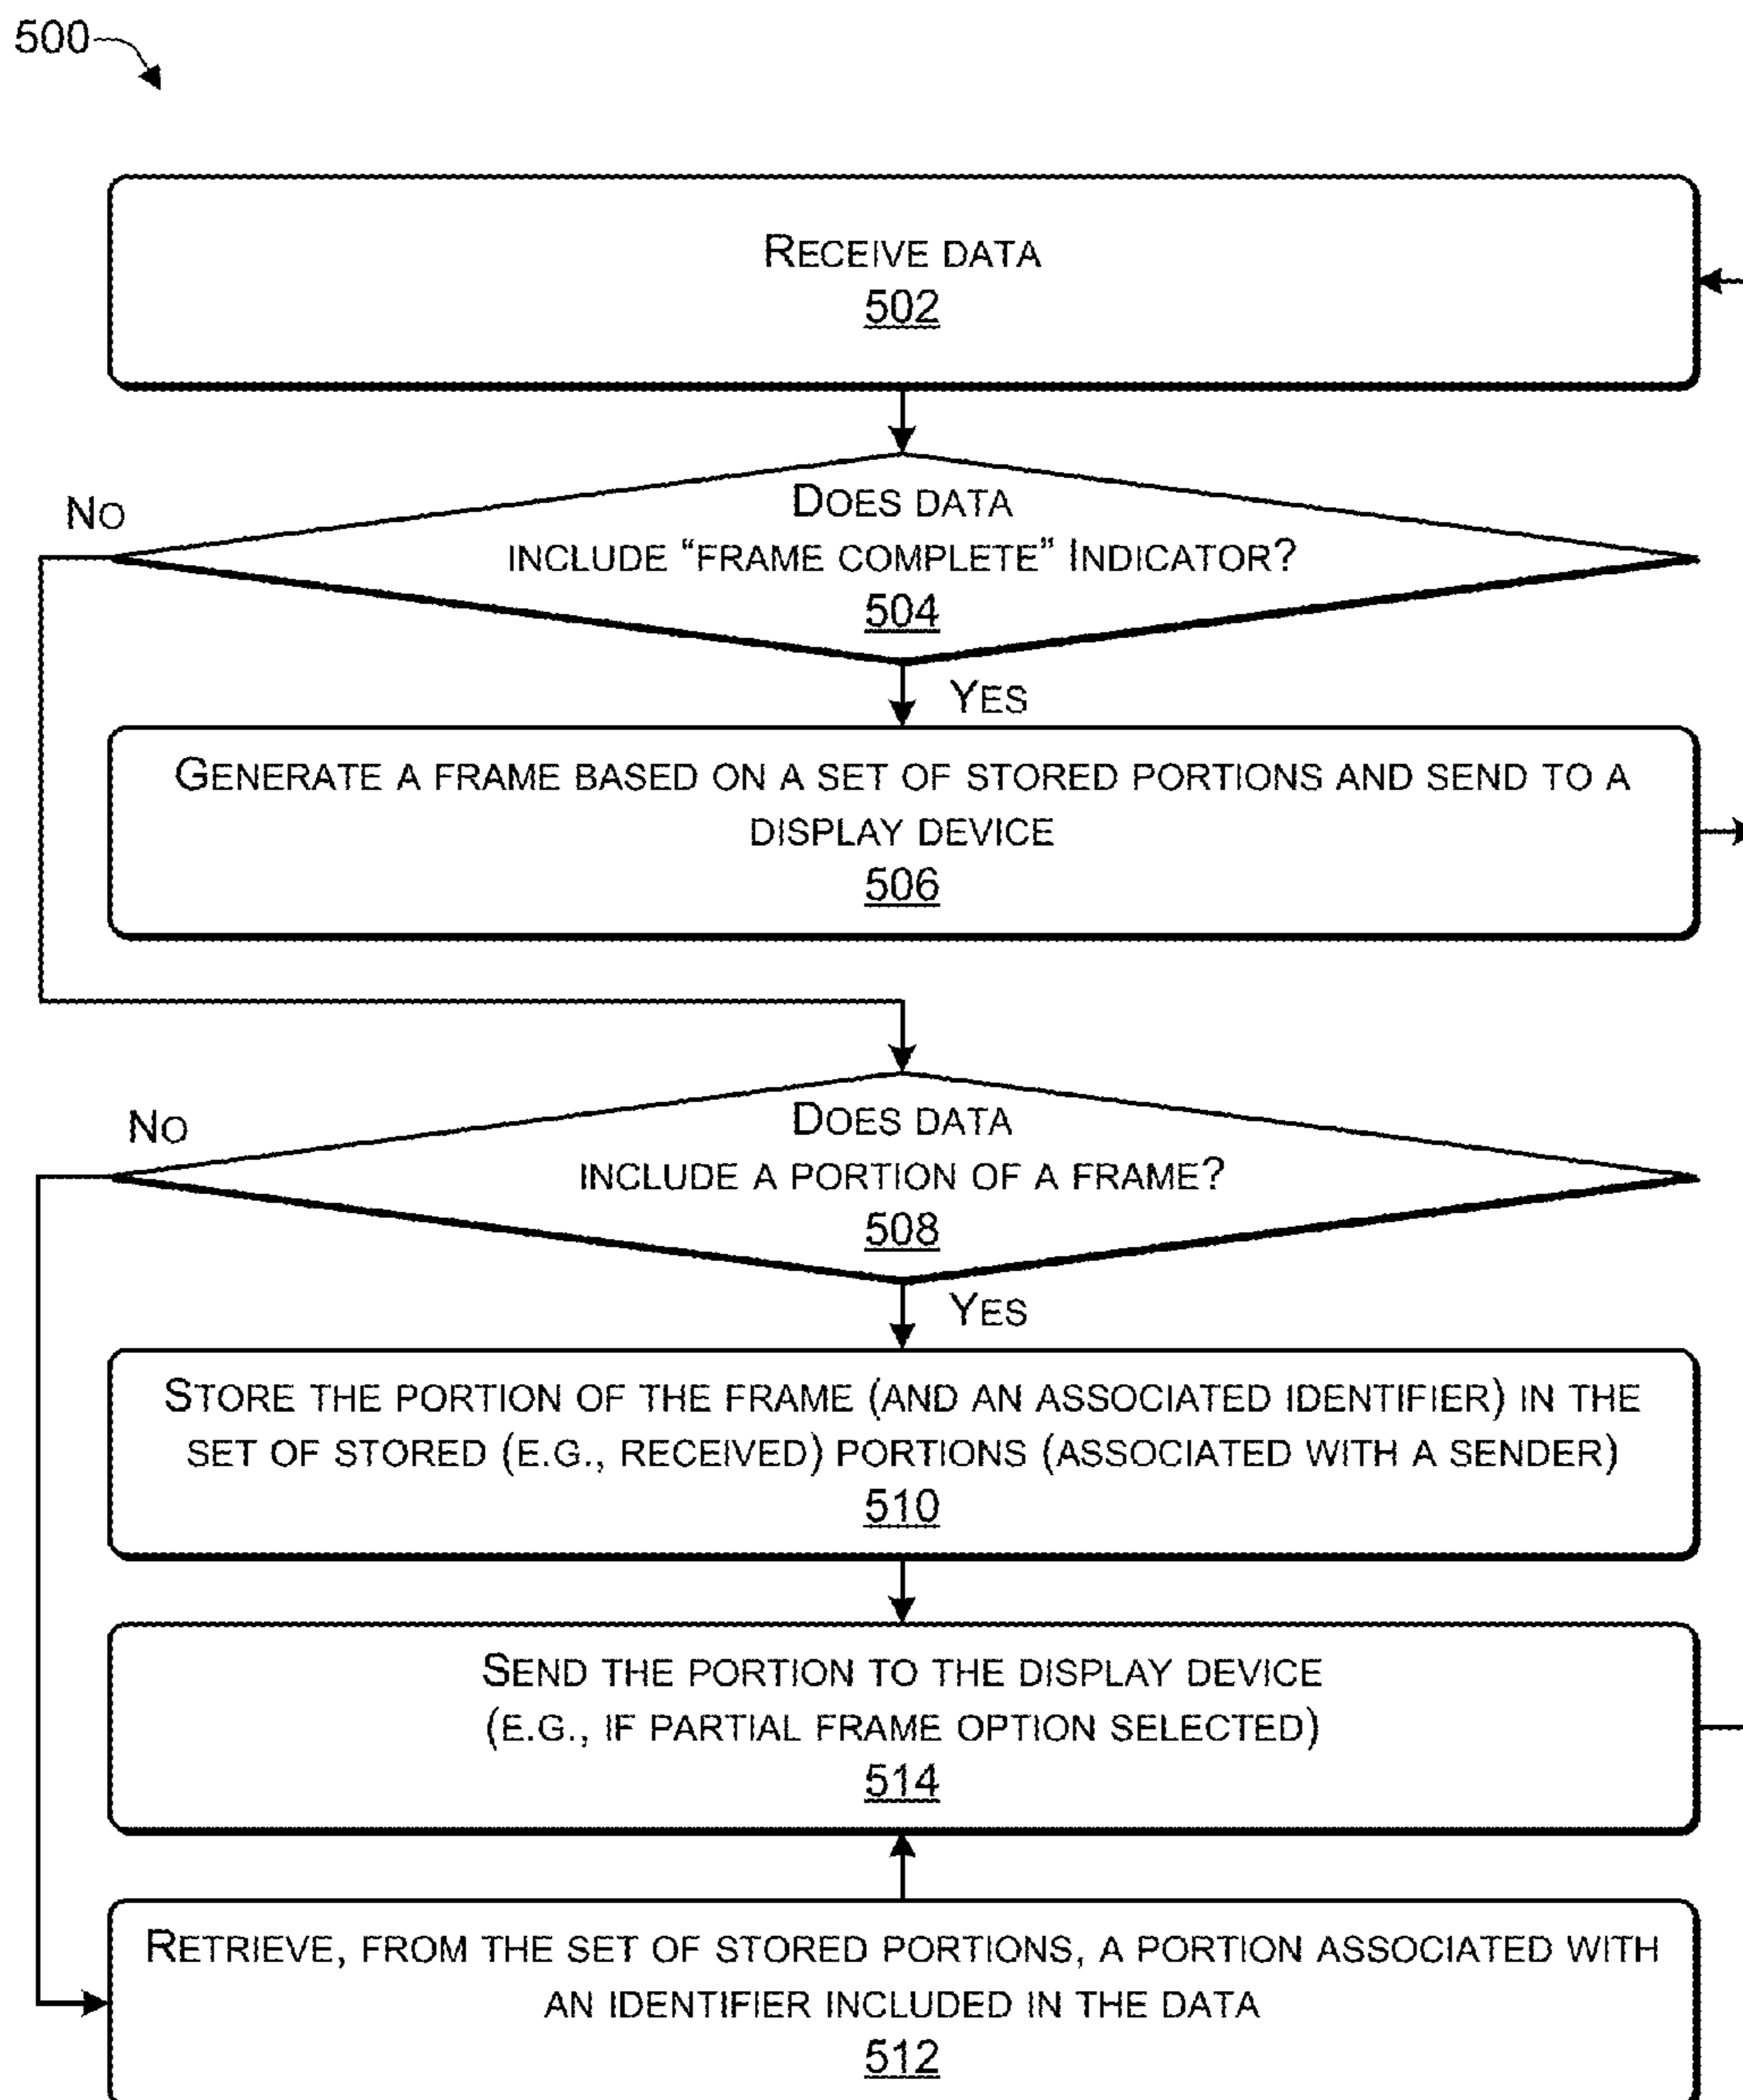 500
RECEIVE DATA
502
DOES DATA
INCLUDE “FRAME COMPLETE” INDICATOR?
504
NO
YES
GENERATE A FRAME BASED ON A SET OF STORED PORTIONS AND SEND TO A
DISPLAY DEVICE
506
DOES DATA
INCLUDE A PORTION OF A FRAME?
508
NO
YES
STORE THE PORTION OF THE FRAME (AND AN ASSOCIATED IDENTIFIER) IN THE
SET OF STORED (E.G., RECEIVED) PORTIONS (ASSOCIATED WITH A SENDER)
510
SEND THE PORTION TO THE DISPLAY DEVICE
(E.G., IF PARTIAL FRAME OPTION SELECTED)
514
RETRIEVE, FROM THE SET OF STORED PORTIONS, A PORTION ASSOCIATED WITH
AN IDENTIFIER INCLUDED IN THE DATA
512